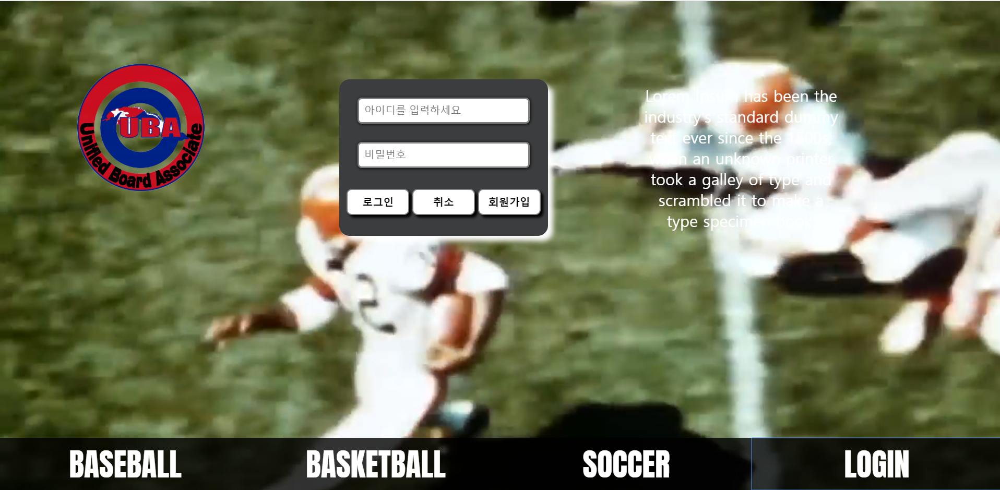 UBA
Unified Board Associate
아이디를 입력하세요
비밀번호
로그인
취소
회원가입
Lorem Ipsum has been the
industry's standard dummy
text ever since the 1500s,
when an unknown printer
took a galley of type and
scrambled it to make a
type specimen book.
BASEBALL
BASKETBALL
SOCCER
LOGIN